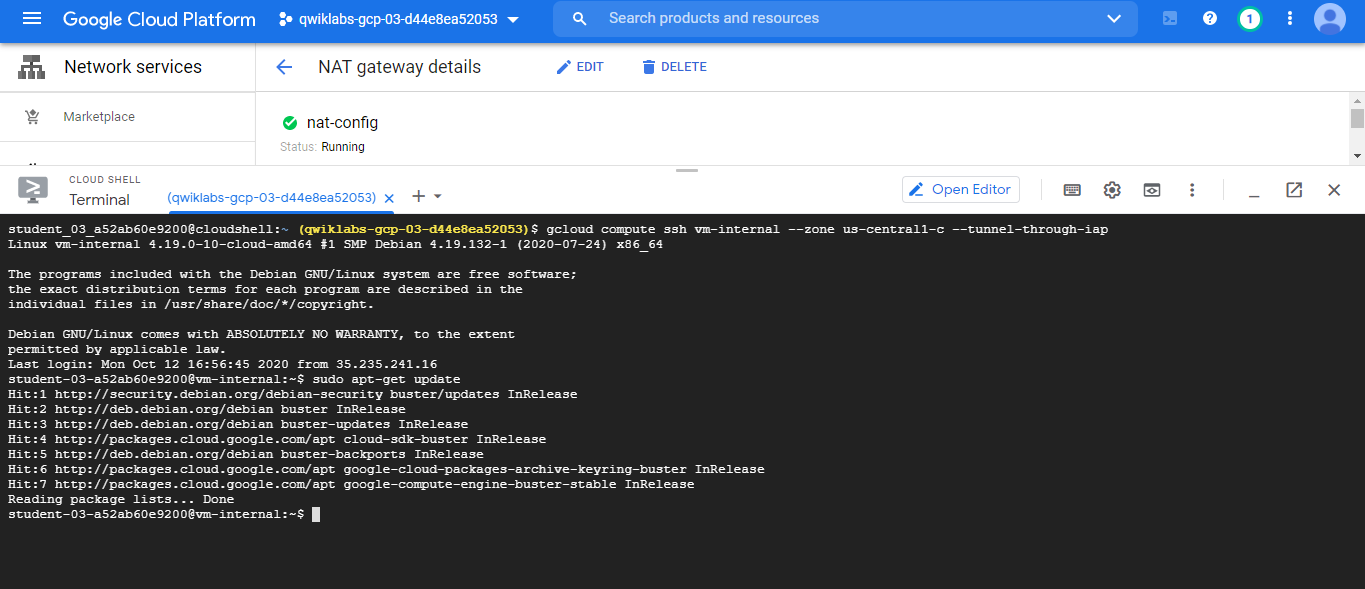 Google Cloud Platform
qwiklabs-gcp-03-d44e8ea52053
Search products and resources
1
Network services
NAT gateway details
EDIT
DELETE
Marketplace
nat-config
Status: Running
CLOUD SHELL
Terminal
(qwiklabs-gcp-03-d44e8ea52053)
Open Editor
student_03_a52ab60e9200@cloudshell:~ (qwiklabs-gcp-03-d44e8ea52053)$ gcloud compute ssh vm-internal --zone us-central1-c --tunnel-through-iap
Linux vm-internal 4.19.0-10-cloud-amd64 #1 SMP Debian 4.19.132-1 (2020-07-24) x86_64
The programs included with the Debian GNU/Linux system are free software;
the exact distribution terms for each program are described in the
individual files in /usr/share/doc/*/copyright.
Debian GNU/Linux comes with ABSOLUTELY NO WARRANTY, to the extent
permitted by applicable law.
Last login: Mon Oct 12 16:56:45 2020 from 35.235.241.16
student-03-a52ab60e9200@vm-internal:~$ sudo apt-get update
Hit:1 http://security.debian.org/debian-security buster/updates InRelease
Hit:2 http://deb.debian.org/debian buster InRelease
Hit:3 http://deb.debian.org/debian buster-updates InRelease
Hit:4 http://packages.cloud.google.com/apt cloud-sdk-buster InRelease
Hit:5 http://deb.debian.org/debian buster-backports InRelease
Hit:6 http://packages.cloud.google.com/apt google-cloud-packages-archive-keyring-buster InRelease
Hit:7 http://packages.cloud.google.com/apt google-compute-engine-buster-stable InRelease
Reading package lists... Done
student-03-a52ab60e9200@vm-internal:~$